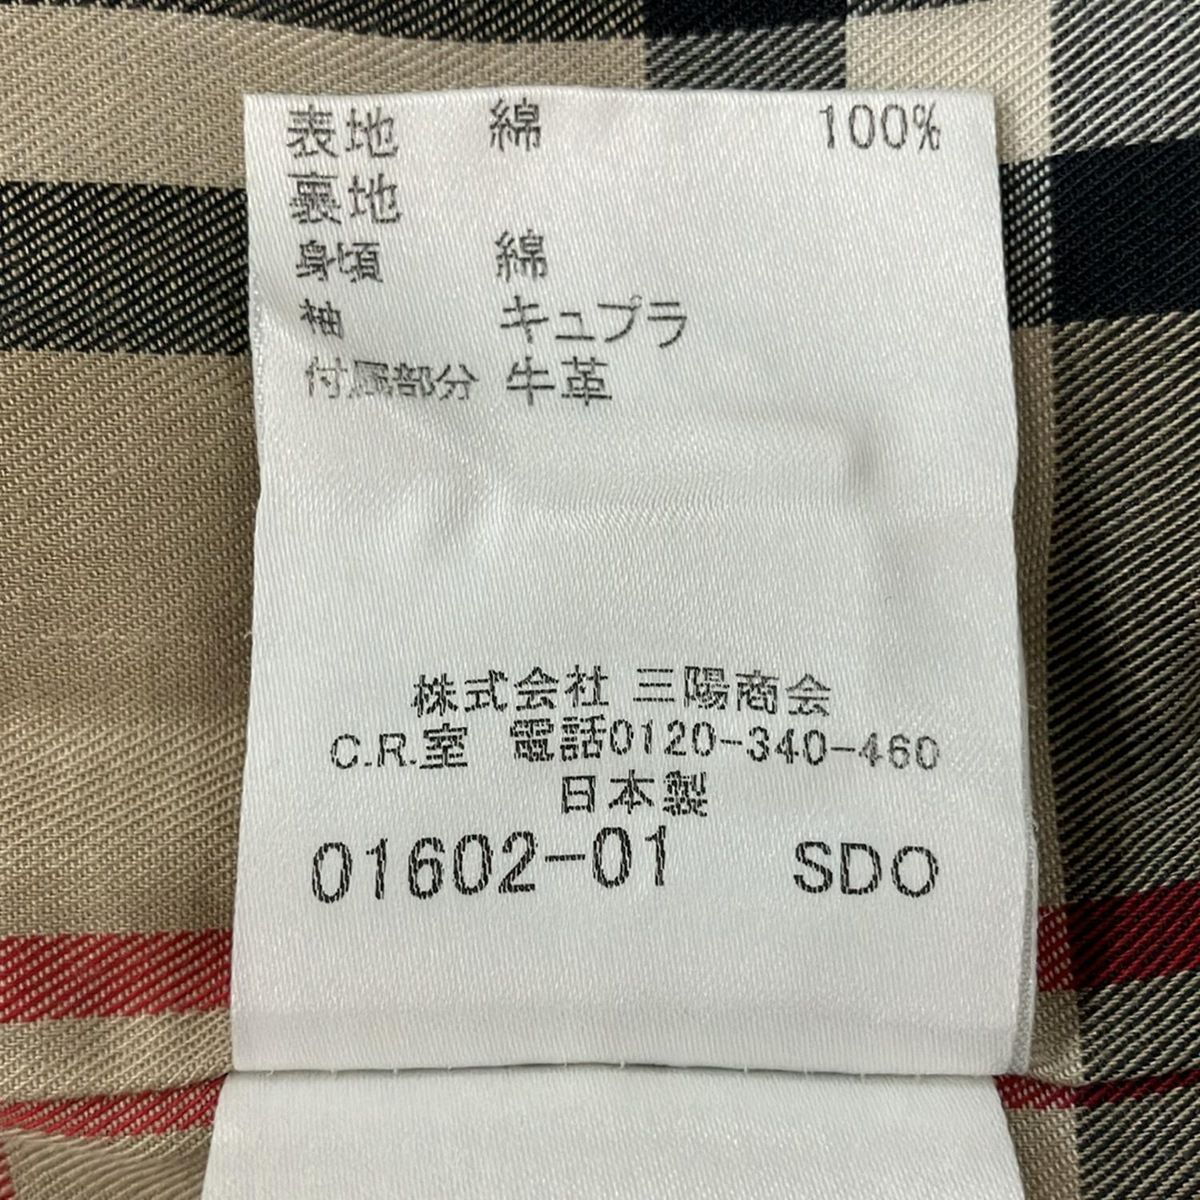 表地 綿 100%
裏地
身頃 綿
袖 キュプラ
付属部分 牛革
株式会社 三陽商会
C.R.室 電話0120-340-460
日本製
01602-01 SDO